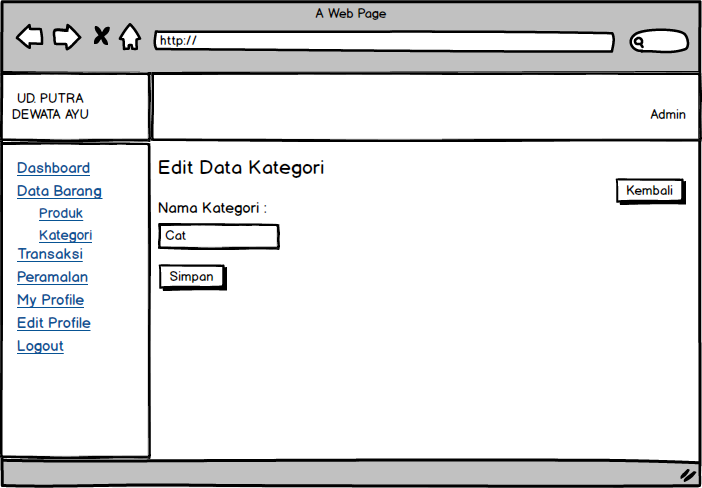 A Web Page
http://
UD. PUTRA
DEWATA AYU
Admin
Dashboard
Data Barang
Produk
Kategori
Transaksi
Peramalan
My Profile
Edit Profile
Logout
Edit Data Kategori
Kembali
Nama Kategori :
Cat
Simpan